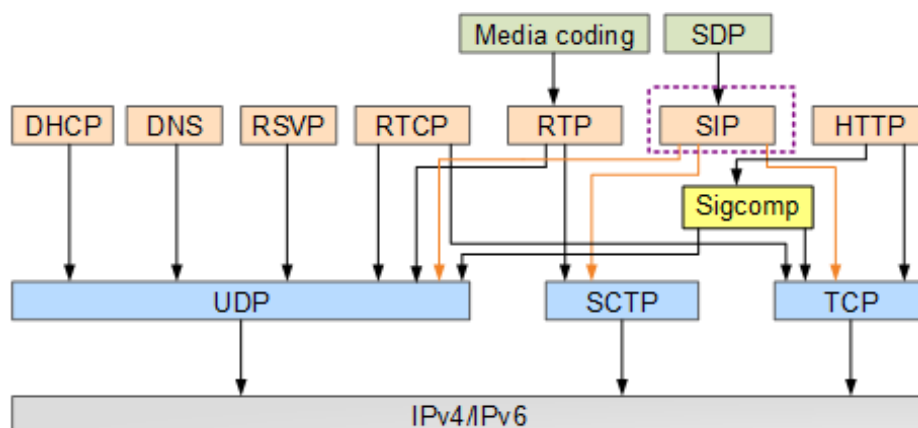 Media coding
SDP
DHCP
DNS
RSVP
RTCP
RTP
SIP
HTTP
Sigcomp
UDP
SCTP
TCP
IPv4/IPv6